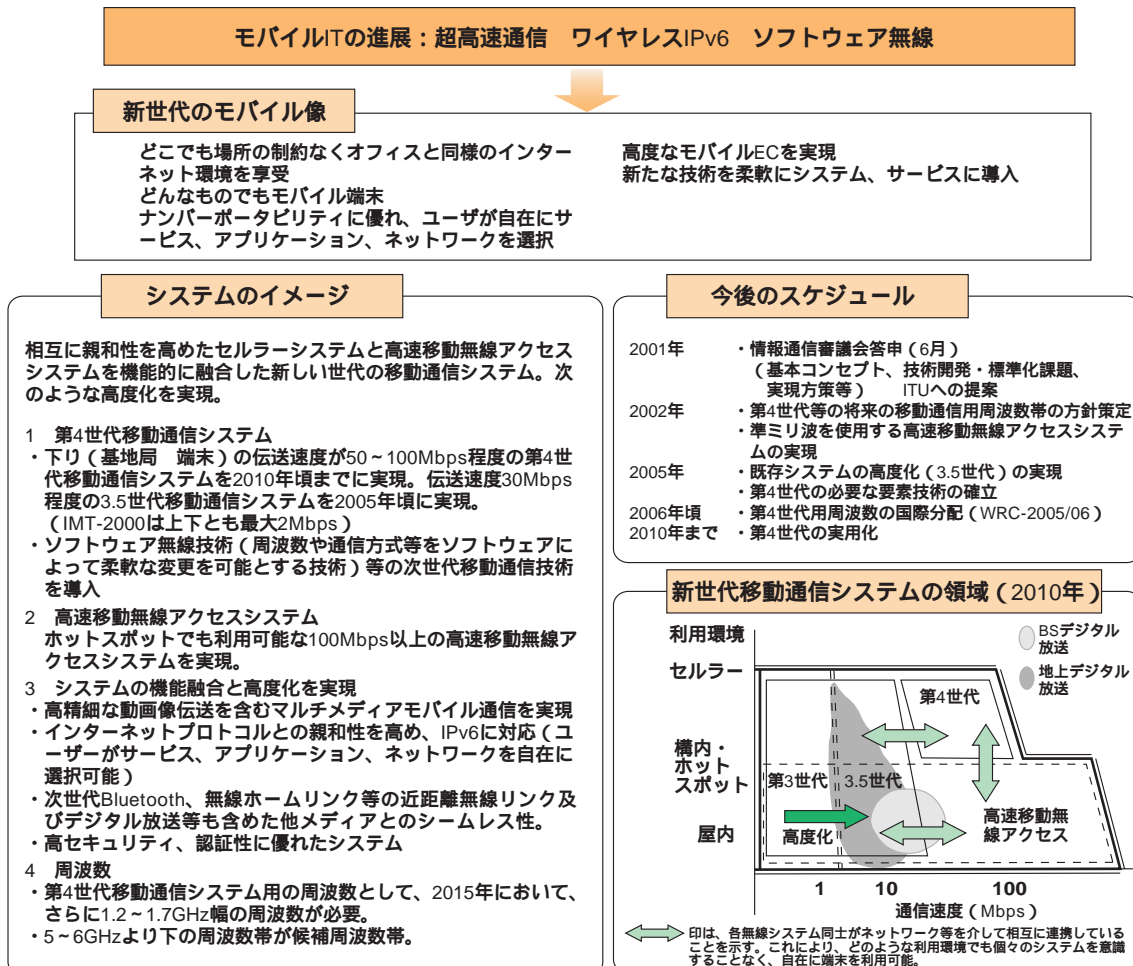 モバイルITの進展：超高速通信　ワイヤレスIPv6　ソフトウェア無線
新世代のモバイル像
どこでも場所の制約なくオフィスと同様のインター
ネット環境を享受
どんなものでもモバイル端末
ナンバーポータビリティに優れ、ユーザが自在にサ
ービス、アプリケーション、ネットワークを選択
高度なモバイルECを実現
新たな技術を柔軟にシステム、サービスに導入
システムのイメージ
相互に親和性を高めたセルラーシステムと高速移動無線アクセス
システムを機能的に融合した新しい世代の移動通信システム。次
のような高度化を実現。
1　第4世代移動通信システム
・下り（基地局　端末）の伝送速度が50～100Mbps程度の第4世
代移動通信システムを2010年頃までに実現。伝送速度30Mbps
程度の3.5世代移動通信システムを2005年頃に実現。
（IMT-2000は上下とも最大2Mbps）
・ソフトウェア無線技術（周波数や通信方式等をソフトウェアに
よって柔軟な変更を可能とする技術）等の次世代移動通信技術
を導入
2　高速移動無線アクセスシステム
ホットスポットでも利用可能な100Mbps以上の高速移動無線ア
クセスシステムを実現。
3　システムの機能融合と高度化を実現
・高精細な動画像伝送を含むマルチメディアモバイル通信を実現
・インターネットプロトコルとの親和性を高め、IPv6に対応（ユ
ーザーがサービス、アプリケーション、ネットワークを自在に
選択可能）
・次世代Bluetooth、無線ホームリンク等の近距離無線リンク及
びデジタル放送等も含めた他メディアとのシームレス性。
・高セキュリティ、認証性に優れたシステム
4　周波数
・第4世代移動通信システム用の周波数として、2015年において、
さらに1.2～1.7GHz幅の周波数が必要。
・5～6GHzより下の周波数帯が候補周波数帯。
今後のスケジュール
2001年　・情報通信審議会答申（6月）
（基本コンセプト、技術開発・標準化課題、
実現方策等）　ITUへの提案
2002年　・第4世代等の将来の移動通信用周波数帯の方針策定
・準ミリ波を使用する高速移動無線アクセスシステ
ムの実現
2005年　・既存システムの高度化（3.5世代）の実現
・第4世代の必要な要素技術の確立
2006年頃　・第4世代用周波数の国際分配（WRC-2005/06）
2010年まで　・第4世代の実用化
新世代移動通信システムの領域（2010年）
利用環境
BSデジタル
放送
セルラー
地上デジタル
放送
第4世代
構内・
ホット
スポット
第3世代
3.5世代
屋内
高度化
高速移動無
線アクセス
1　10　100
通信速度（Mbps）
印は、各無線システム同士がネットワーク等を介して相互に連携している
ことを示す。これにより、どのような利用環境でも個々のシステムを意識
することなく、自在に端末を利用可能。